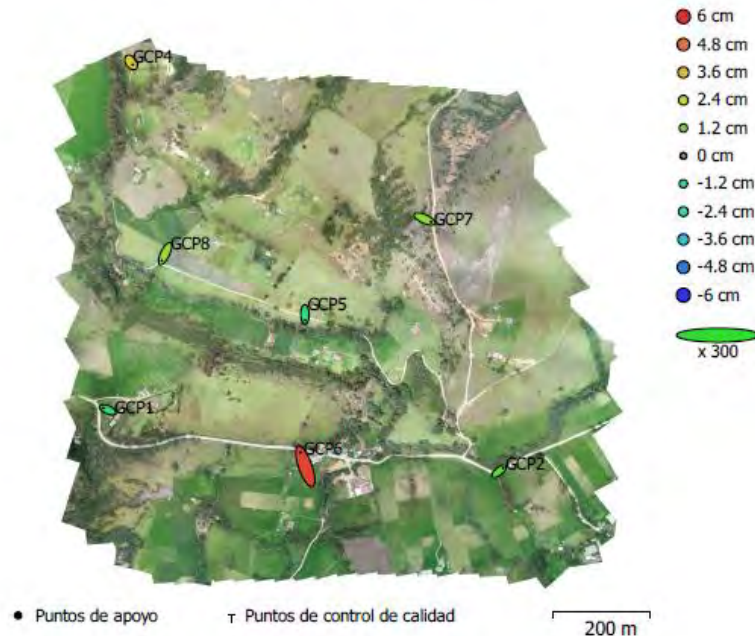 GCP4
GCP7
GCP8
GCP5
GCP1
GCP6
GCP2
6 cm
4.8 cm
3.6 cm
2.4 cm
1.2 cm
0 cm
-1.2 cm
-2.4 cm
-3.6 cm
-4.8 cm
-6 cm
x 300
Puntos de apoyo
Puntos de control de calidad
200 m